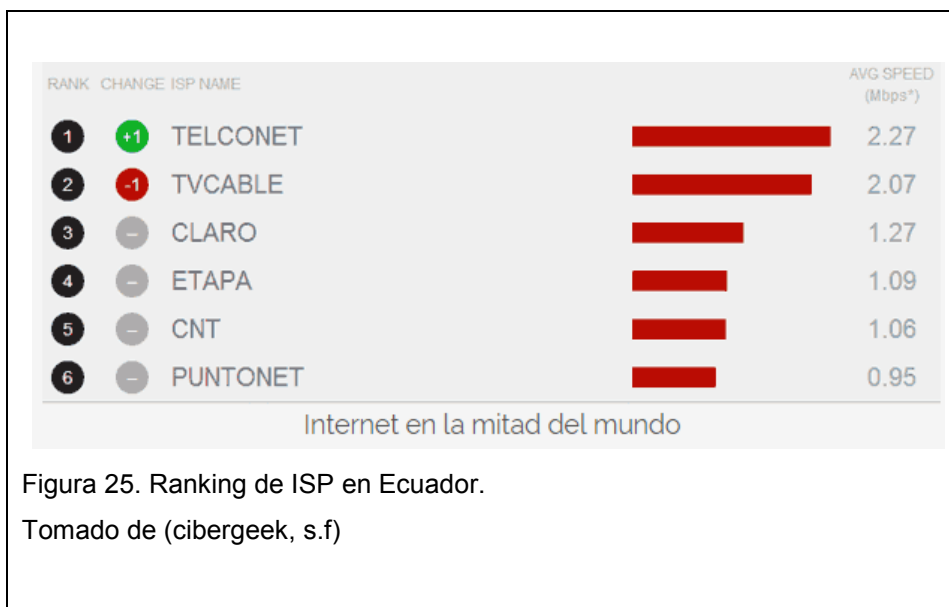 RANK CHANGE ISP NAME AVG SPEED
(Mbps*)
1 +1 TELCONET 2.27
2 -1 TVCABLE 2.07
3 – CLARO 1.27
4 – ETAPA 1.09
5 – CNT 1.06
6 – PUNTONET 0.95
Internet en la mitad del mundo
Figura 25. Ranking de ISP en Ecuador.
Tomado de (cibergeek, s.f)